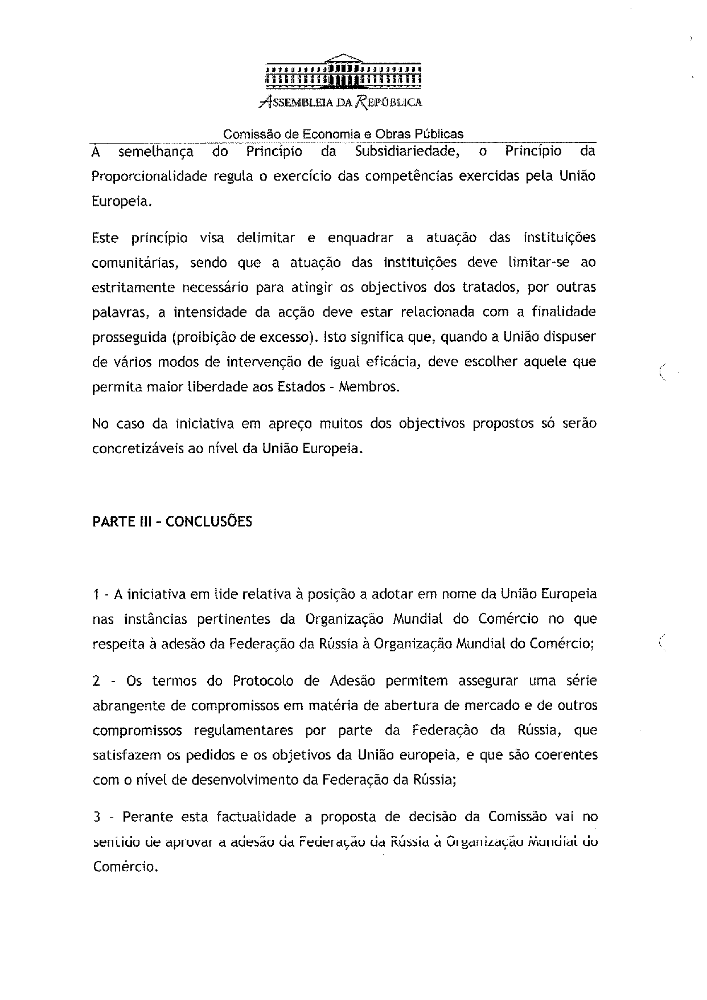 ASSEMBLEIA DA REPÚBLICA
Comissão de Economia e Obras Públicas
À semelhança do Princípio da Subsidiariedade, o Princípio da
Proporcionalidade regula o exercício das competências exercidas pela União
Europeia.
Este princípio visa delimitar e enquadrar a atuação das instituições
comunitárias, sendo que a atuação das instituições deve limitar-se ao
estritamente necessário para atingir os objectivos dos tratados, por outras
palavras, a intensidade da acção deve estar relacionada com a finalidade
prosseguida (proibição de excesso). Isto significa que, quando a União dispuser
de vários modos de intervenção de igual eficácia, deve escolher aquele que
permita maior liberdade aos Estados - Membros.
No caso da iniciativa em apreço muitos dos objectivos propostos só serão
concretizáveis ao nível da União Europeia.
PARTE III - CONCLUSÕES
1 - A iniciativa em lide relativa à posição a adotar em nome da União Europeia
nas instâncias pertinentes da Organização Mundial do Comércio no que
respeita à adesão da Federação da Rússia à Organização Mundial do Comércio;
2 - Os termos do Protocolo de Adesão permitem assegurar uma série
abrangente de compromissos em matéria de abertura de mercado e de outros
compromissos regulamentares por parte da Federação da Rússia, que
satisfazem os pedidos e os objetivos da União europeia, e que são coerentes
com o nível de desenvolvimento da Federação da Rússia;
3 - Perante esta factualidade a proposta de decisão da Comissão vai no
sentido de aprovar a adesão da Federação da Rússia à Organização Mundial do
Comércio.